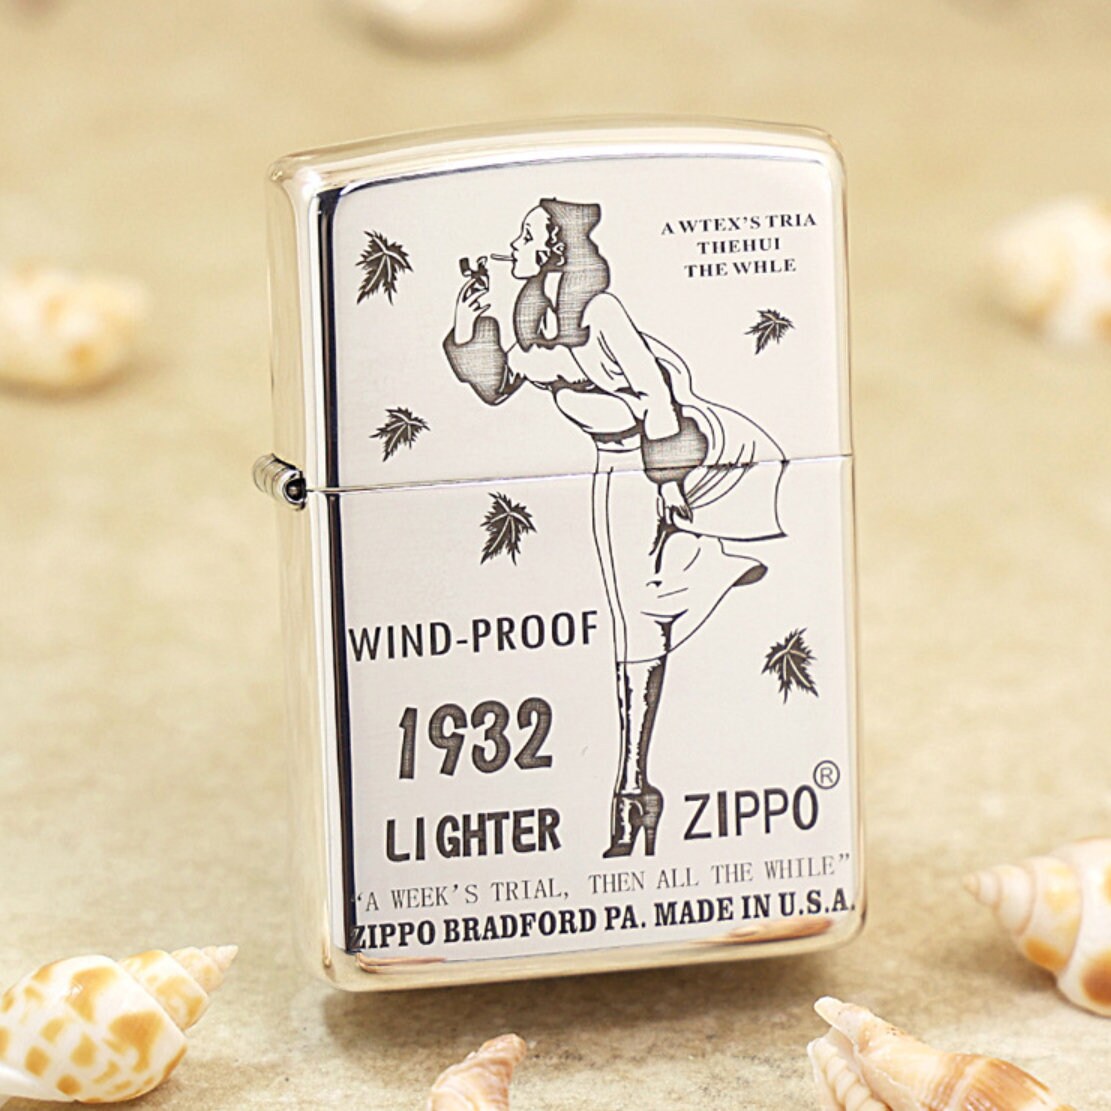 A WTEX'S TRIA
THEHUI
THE WHLE
WIND-PROOF
1932
LIGHTER
ZIPPO®
“A WEEK'S TRIAL, THEN ALL THE WHILE”
ZIPPO BRADFORD PA. MADE IN U.S.A.